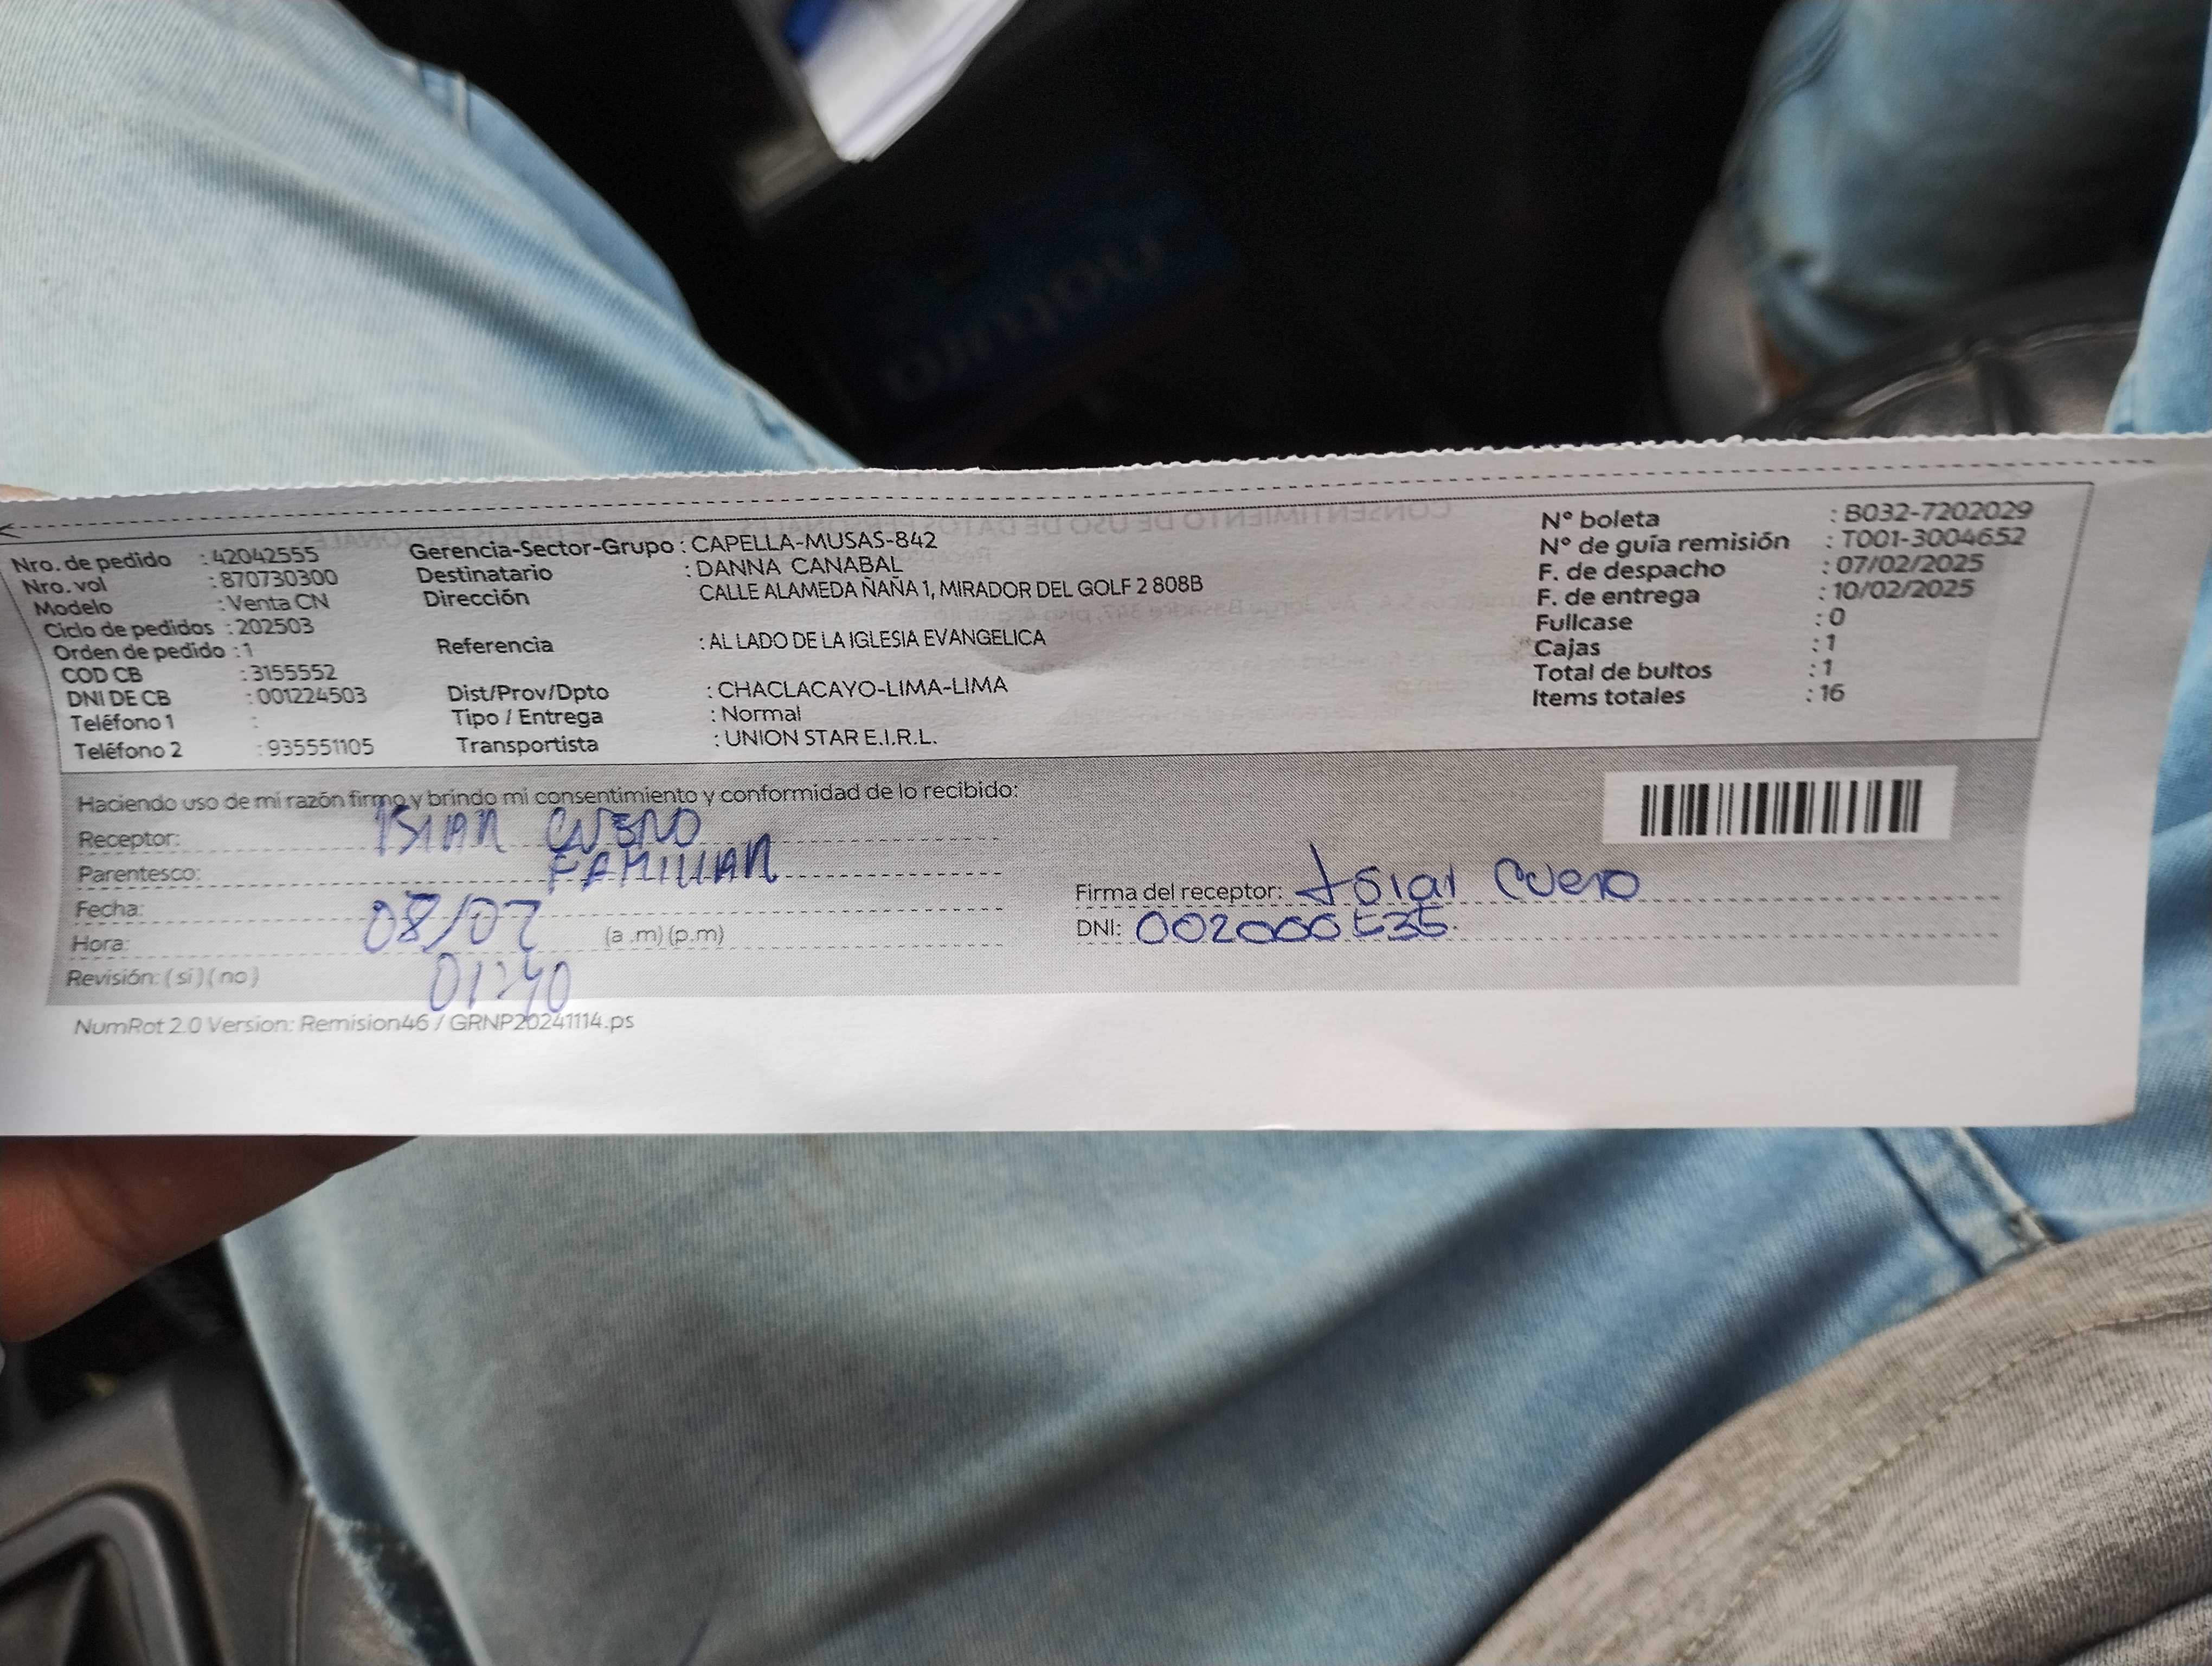 Nro. de pedido : 42042555
Nro. vol : 870730300
Modelo : Venta CN
Ciclo de pedidos : 202503
Orden de pedido : 1
COD CB : 3155552
DNI DE CB : 001224503
Teléfono 1 :
Teléfono 2 : 935551105
Gerencia-Sector-Grupo : CAPELLA-MUSAS-842
Destinatario : DANNA CANABAL
Dirección CALLE ALAMEDA ÑAÑA 1, MIRADOR DEL GOLF 2 808B
Referencia : AL LADO DE LA IGLESIA EVANGELICA
Dist/Prov/Dpto : CHACLACAYO-LIMA-LIMA
Tipo / Entrega : Normal
Transportista : UNION STAR E.I.R.L.
N° boleta : B032-7202029
N° de guía remisión : T001-3004652
F. de despacho : 07/02/2025
F. de entrega : 10/02/2025
Fullcase : 0
Cajas : 1
Total de bultos : 1
Items totales : 16
Haciendo uso de mi razón firmo y brindo mi consentimiento y conformidad de lo recibido:
Receptor: CUERO
Parentesco: FAMILIAR
Fecha: 08/02
Hora: (a .m) (p.m)
01:40
Revisión: ( si ) ( no )
Firma del receptor: Cuero
DNI:
NumRot 2.0 Version: Remision46 / GRNP20241114.ps